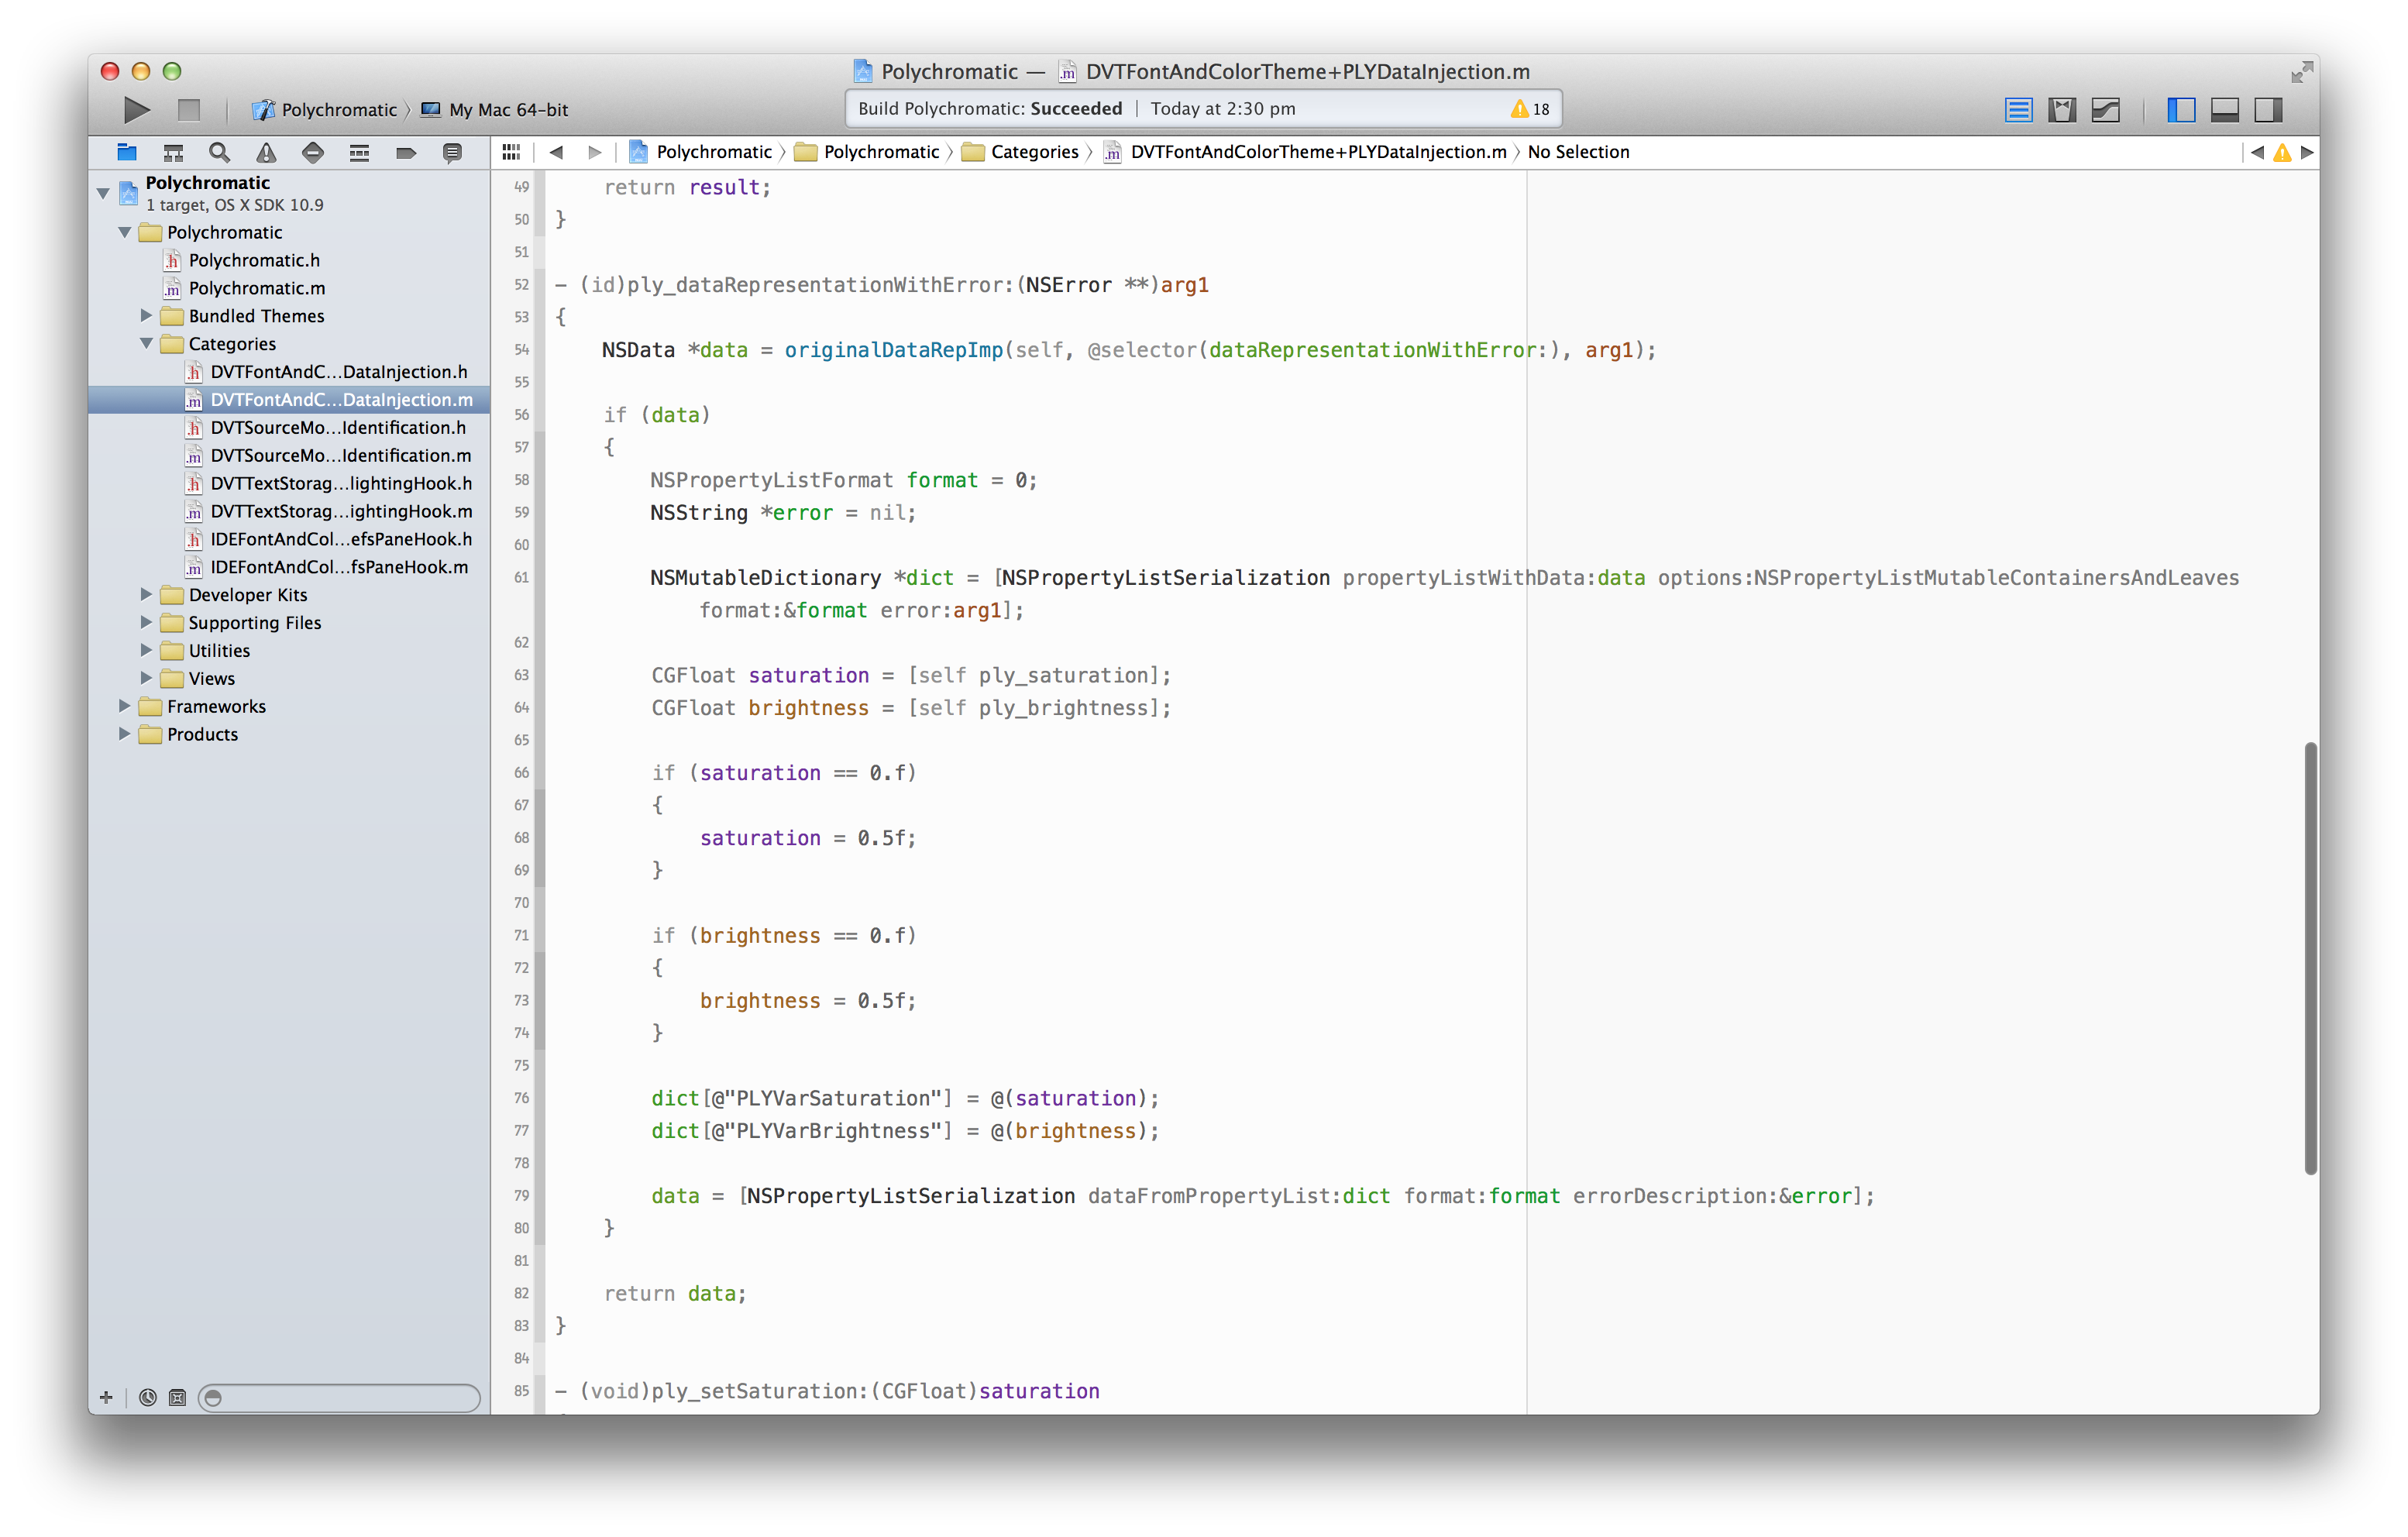 Polychromatic — DVTFontAndColorTheme+PLYDataInjection.m
Polychromatic My Mac 64-bit
Build Polychromatic: Succeeded | Today at 2:30 pm 18
Polychromatic Polychromatic Categories DVTFontAndColorTheme+PLYDataInjection.m No Selection
Polychromatic
1 target, OS X SDK 10.9
Polychromatic
Polychromatic.h
Polychromatic.m
Bundled Themes
Categories
DVTFontAndC...DataInjection.h
DVTFontAndC...DataInjection.m
DVTSourceMo...Identification.h
DVTSourceMo...Identification.m
DVTTextStorag...lightingHook.h
DVTTextStorag...ightingHook.m
IDEFontAndCol...efsPaneHook.h
IDEFontAndCol...fsPaneHook.m
Developer Kits
Supporting Files
Utilities
Views
Frameworks
Products
49     return result;
50 }
51
52 - (id)ply_dataRepresentationWithError:(NSError **)arg1
53 {
54     NSData *data = originalDataRepImp(self, @selector(dataRepresentationWithError:), arg1);
55
56     if (data)
57     {
58         NSPropertyListFormat format = 0;
59         NSString *error = nil;
60
61         NSMutableDictionary *dict = [NSPropertyListSerialization propertyListWithData:data options:NSPropertyListMutableContainersAndLeaves
            format:&format error:arg1];
62
63         CGFloat saturation = [self ply_saturation];
64         CGFloat brightness = [self ply_brightness];
65
66         if (saturation == 0.f)
67         {
68             saturation = 0.5f;
69         }
70
71         if (brightness == 0.f)
72         {
73             brightness = 0.5f;
74         }
75
76         dict[@"PLYVarSaturation"] = @(saturation);
77         dict[@"PLYVarBrightness"] = @(brightness);
78
79         data = [NSPropertyListSerialization dataFromPropertyList:dict format:format errorDescription:&error];
80     }
81
82     return data;
83 }
84
85 - (void)ply_setSaturation:(CGFloat)saturation